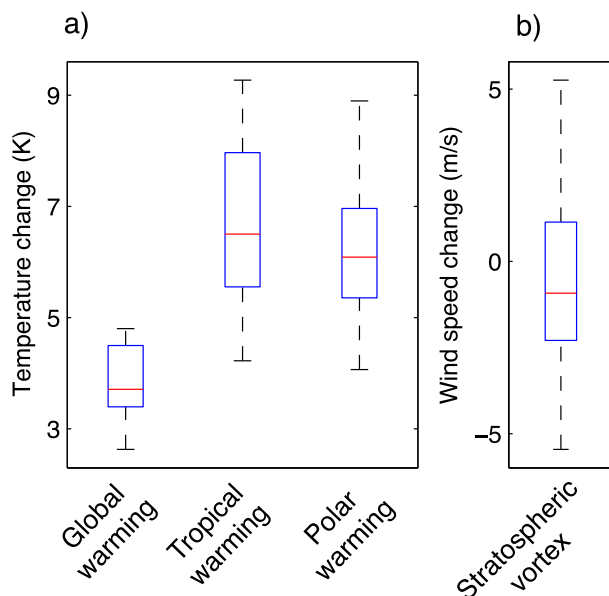 a)
Temperature change (K)
9
7
5
3
Global
warming
Tropical
warming
Polar
warming
b)
Wind speed change (m/s)
5
0
−5
Stratospheric
vortex